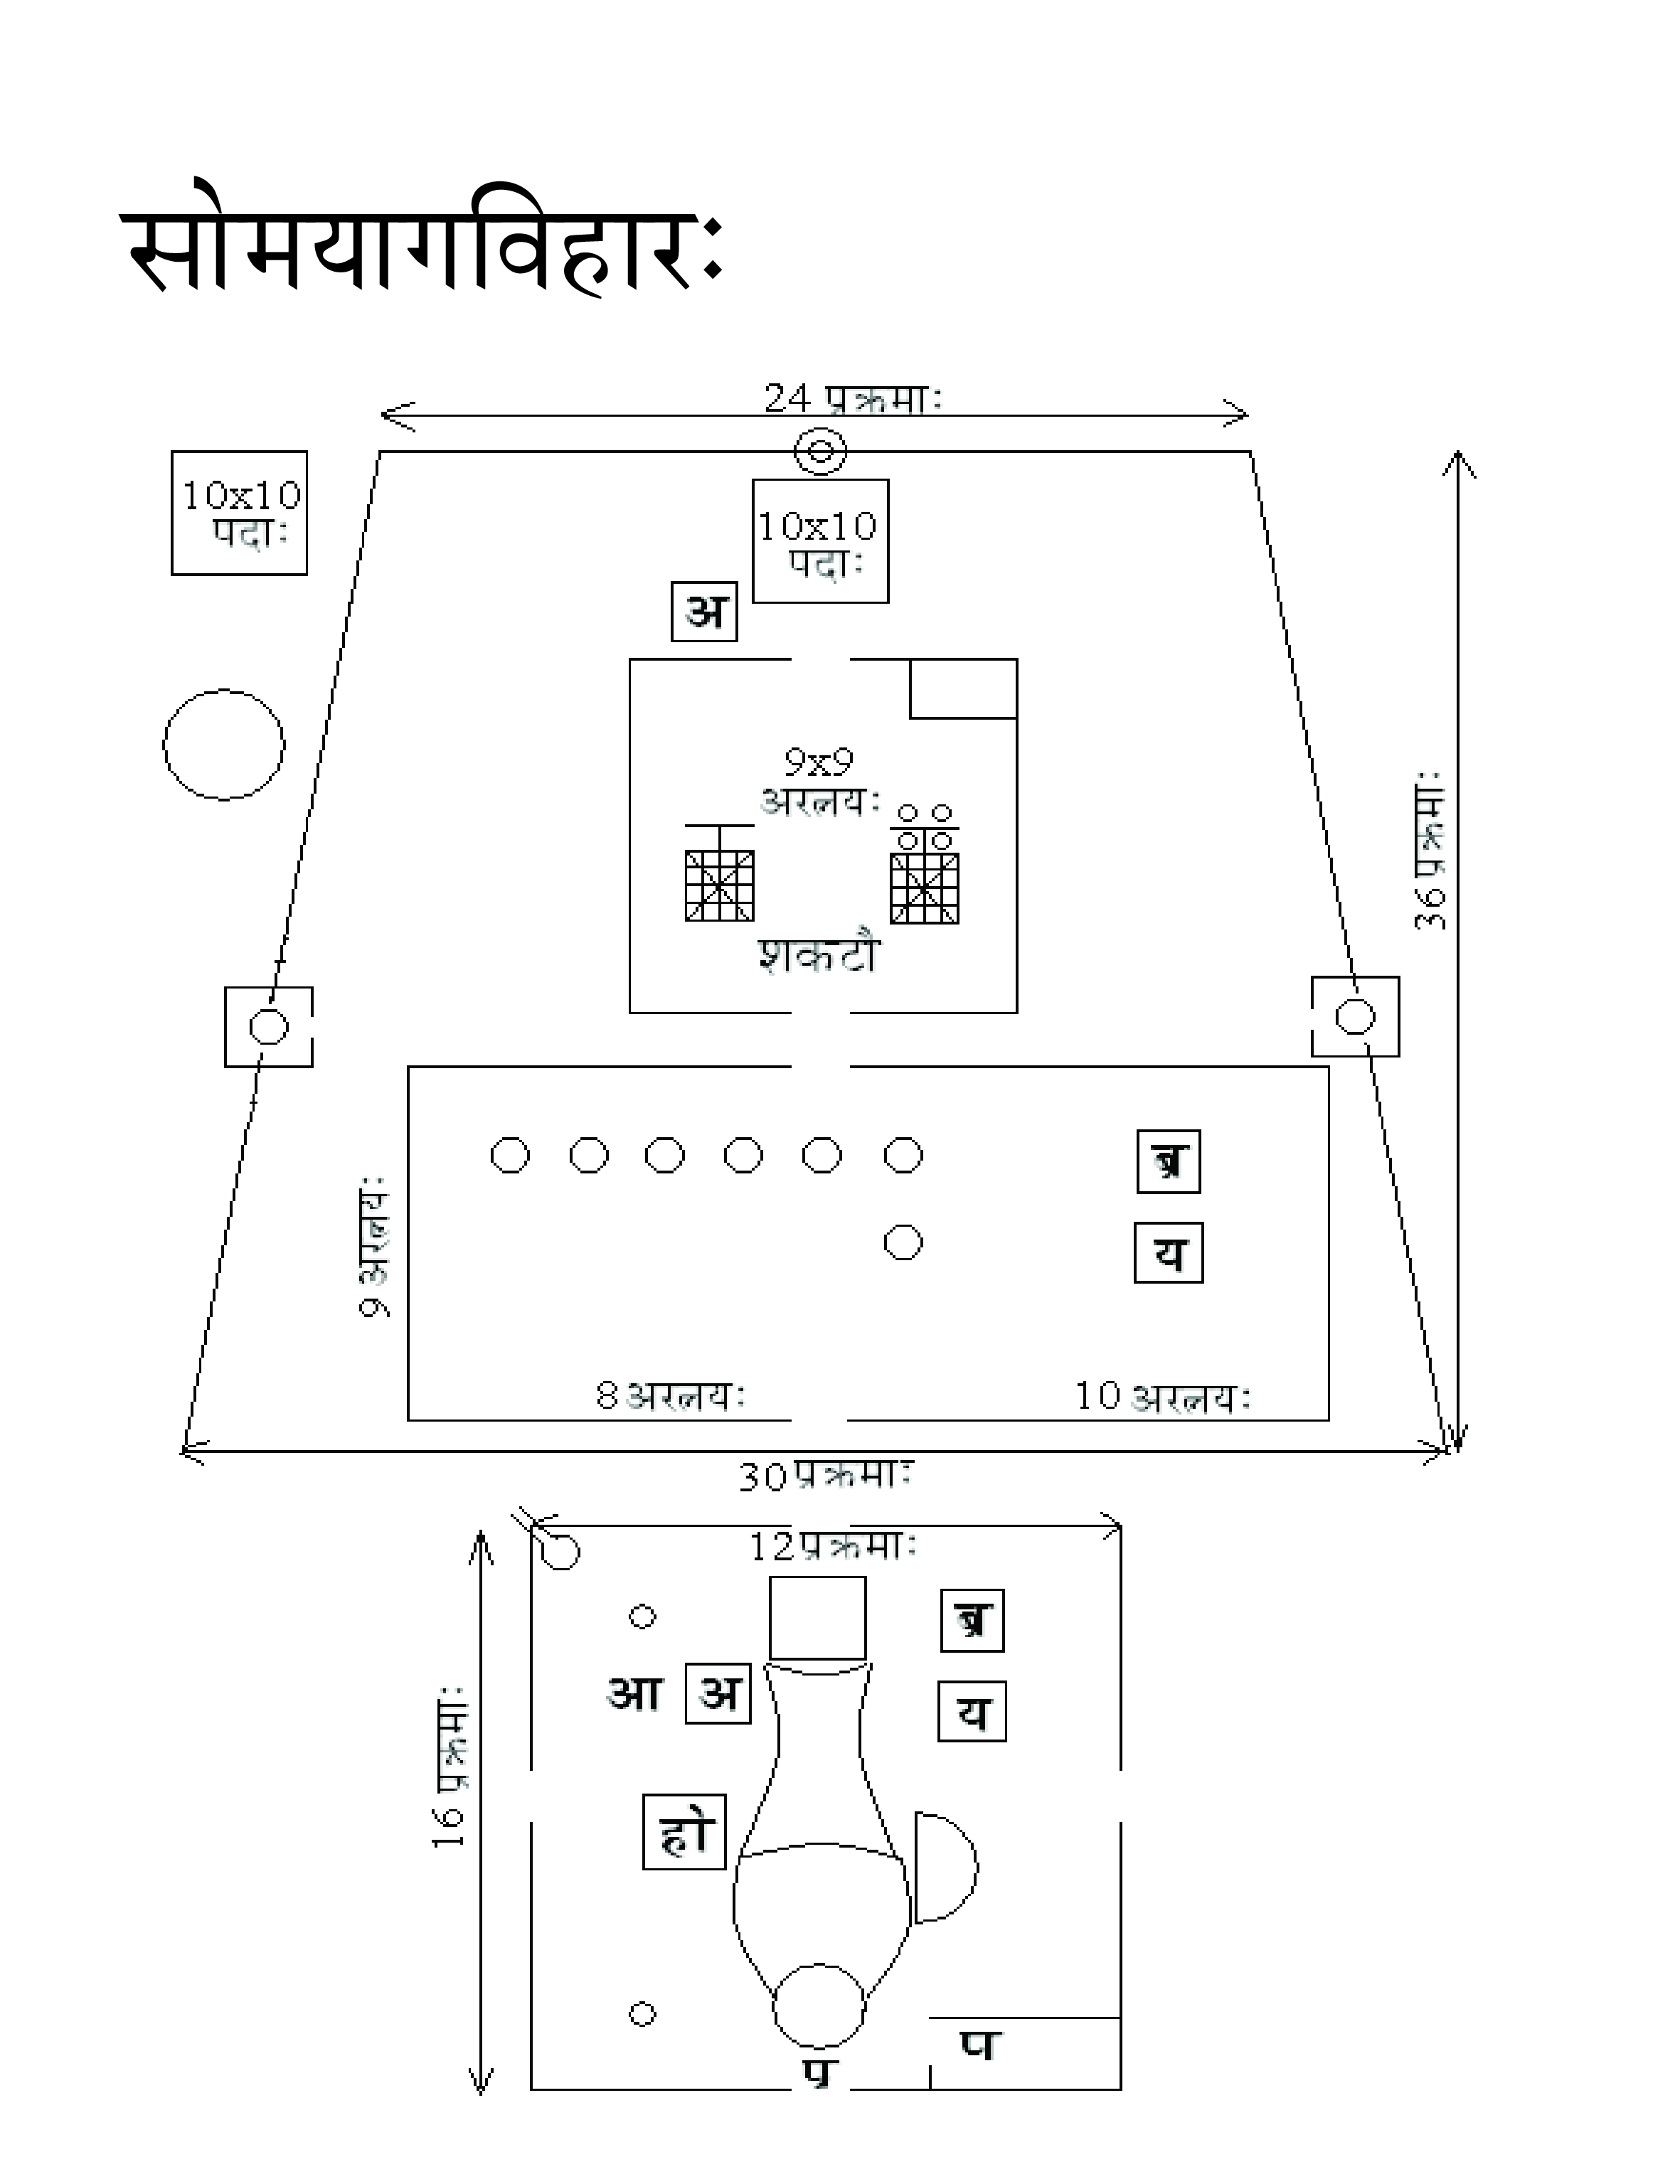 सोमयागविहारः
24 प्रक्रमाः
10x10
पदाः
10x10
पदाः
अ
9x9
अरत्नयः
शकटौ
36 प्रक्रमाः
ब्र
य
9 अरत्नयः
8 अरत्नयः
10 अरत्नयः
30 प्रक्रमाः
12 प्रक्रमाः
ब्र
आ अ
य
16 प्रक्रमाः
हो
प
प्र